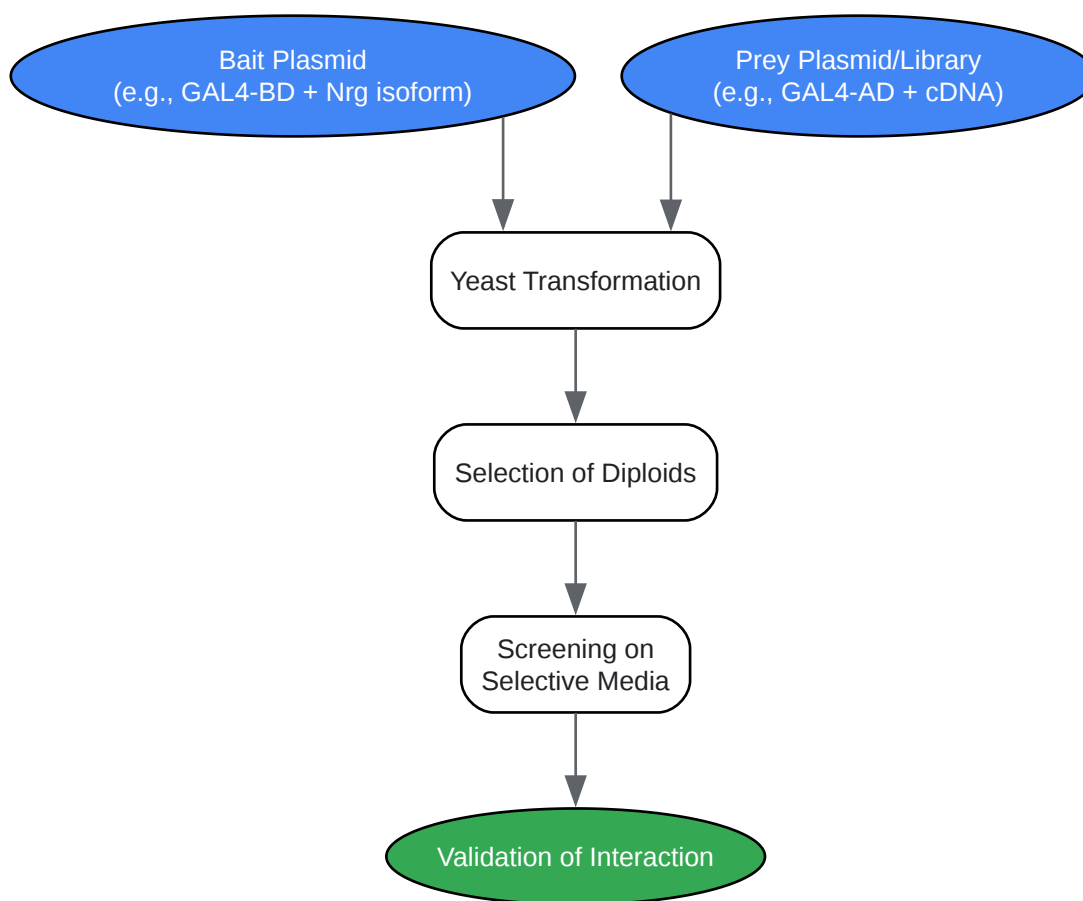 Bait Plasmid
(e.g., GAL4-BD + Nrg isoform)
Prey Plasmid/Library
(e.g., GAL4-AD + cDNA)
Yeast Transformation
Selection of Diploids
Screening on
Selective Media
Validation of Interaction